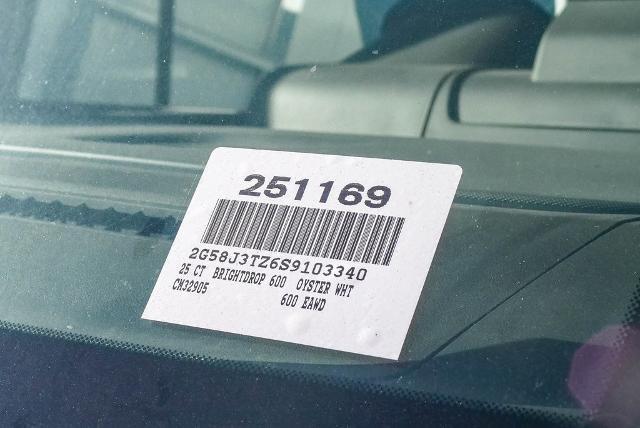 251169
2G58J3TZ6S9103340
25 CT BRIGHTDROP 600 OYSTER WHT
CM32905 600 EAWD